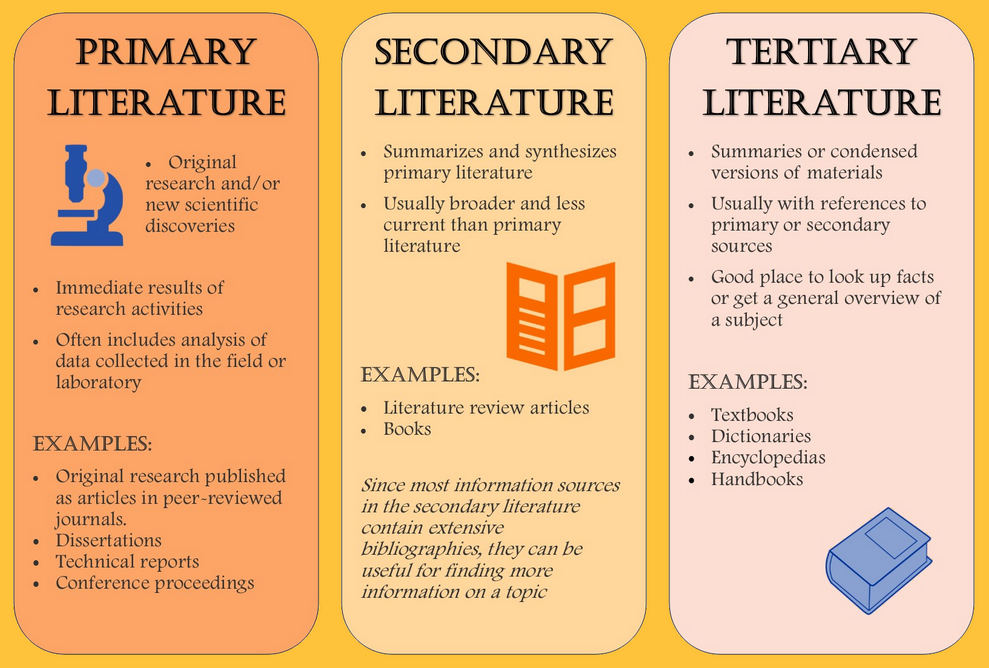 PRIMARY
LITERATURE
• Original
research and/or
new scientific
discoveries
• Immediate results of
research activities
• Often includes analysis of
data collected in the field or
laboratory
EXAMPLES:
• Original research published
as articles in peer-reviewed
journals.
• Dissertations
• Technical reports
• Conference proceedings
SECONDARY
LITERATURE
• Summarizes and synthesizes
primary literature
• Usually broader and less
current than primary
literature
EXAMPLES:
• Literature review articles
• Books
Since most information sources
in the secondary literature
contain extensive
bibliographies, they can be
useful for finding more
information on a topic
TERTIARY
LITERATURE
• Summaries or condensed
versions of materials
• Usually with references to
primary or secondary
sources
• Good place to look up facts
or get a general overview of
a subject
EXAMPLES:
• Textbooks
• Dictionaries
• Encyclopedias
• Handbooks